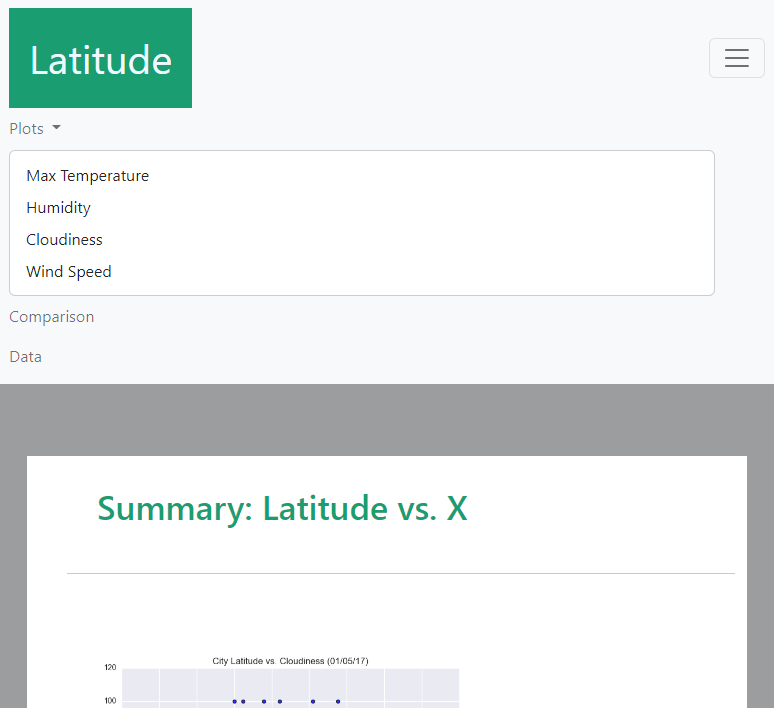 Latitude
Plots
Max Temperature
Humidity
Cloudiness
Wind Speed
Comparison
Data
Summary: Latitude vs. X
City Latitude vs. Cloudiness (01/05/17)
120
100